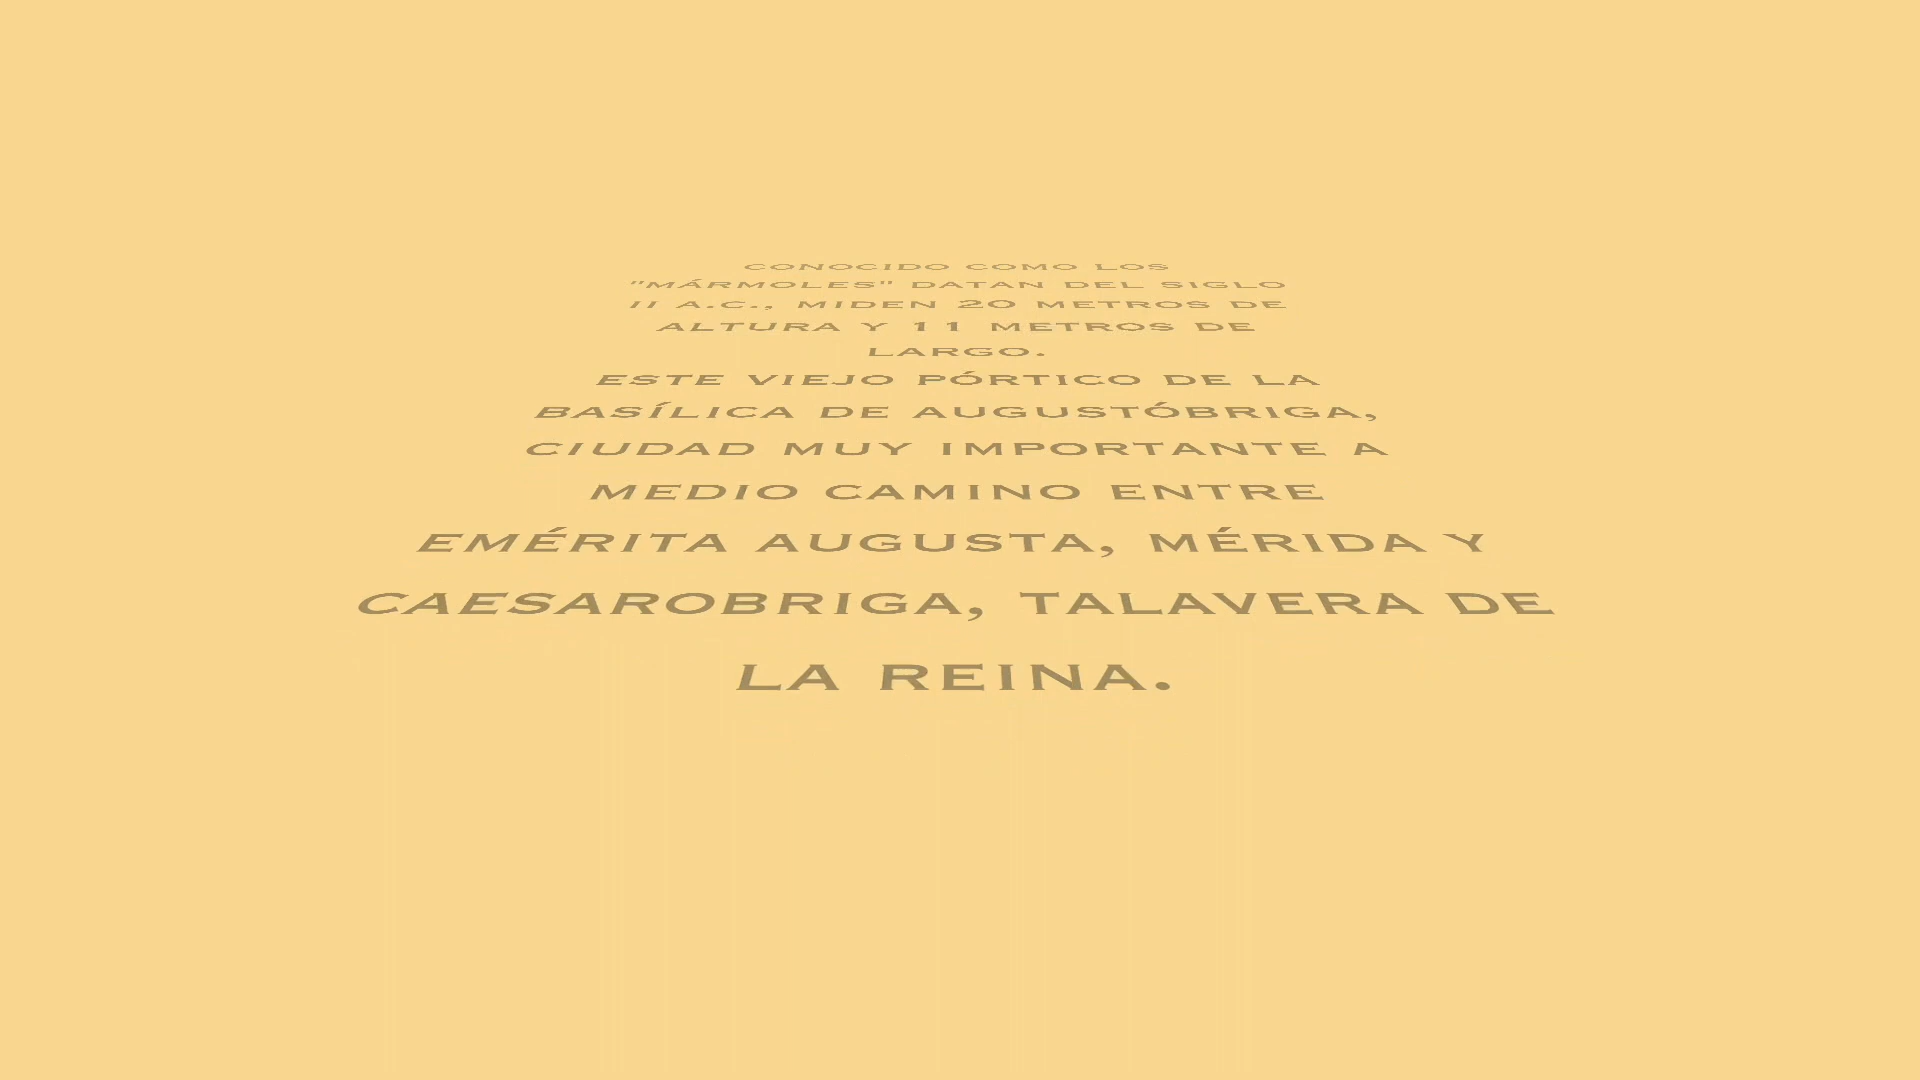 CONOCIDO COMO LOS
"MÁRMOLES" DATAN DEL SIGLO
II A.C., MIDEN 20 METROS DE
ALTURA Y 11 METROS DE
LARGO.
ESTE VIEJO PÓRTICO DE LA
BASÍLICA DE AUGUSTÓBRIGA,
CIUDAD MUY IMPORTANTE A
MEDIO CAMINO ENTRE
EMÉRITA AUGUSTA, MÉRIDA Y
CAESAROBRIGA, TALAVERA DE
LA REINA.